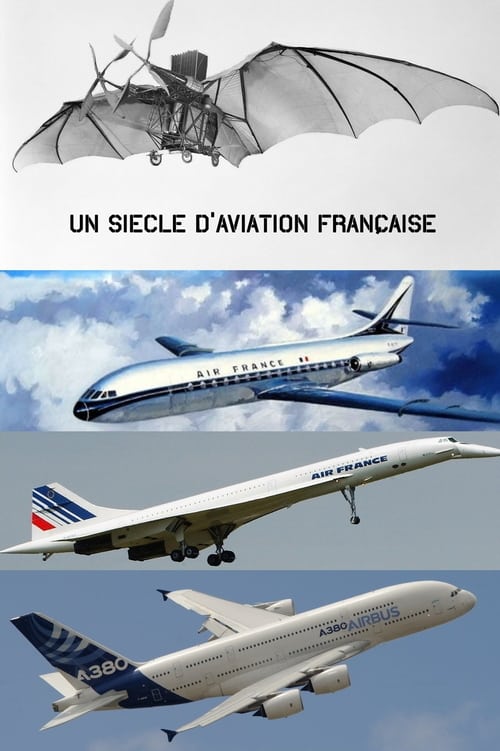 UN SIECLE D'AVIATION FRANÇAISE
AIR FRANCE
AIR FRANCE
A380 AIRBUS
A380